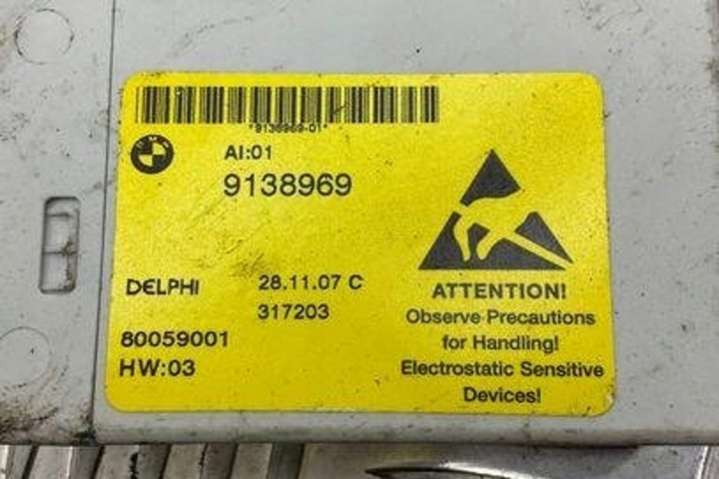 *9138969-01*
AI:01
9138969
DELPHI
28.11.07 C
317203
80059001
HW:03
ATTENTION!
Observe Precautions
for Handling!
Electrostatic Sensitive
Devices!